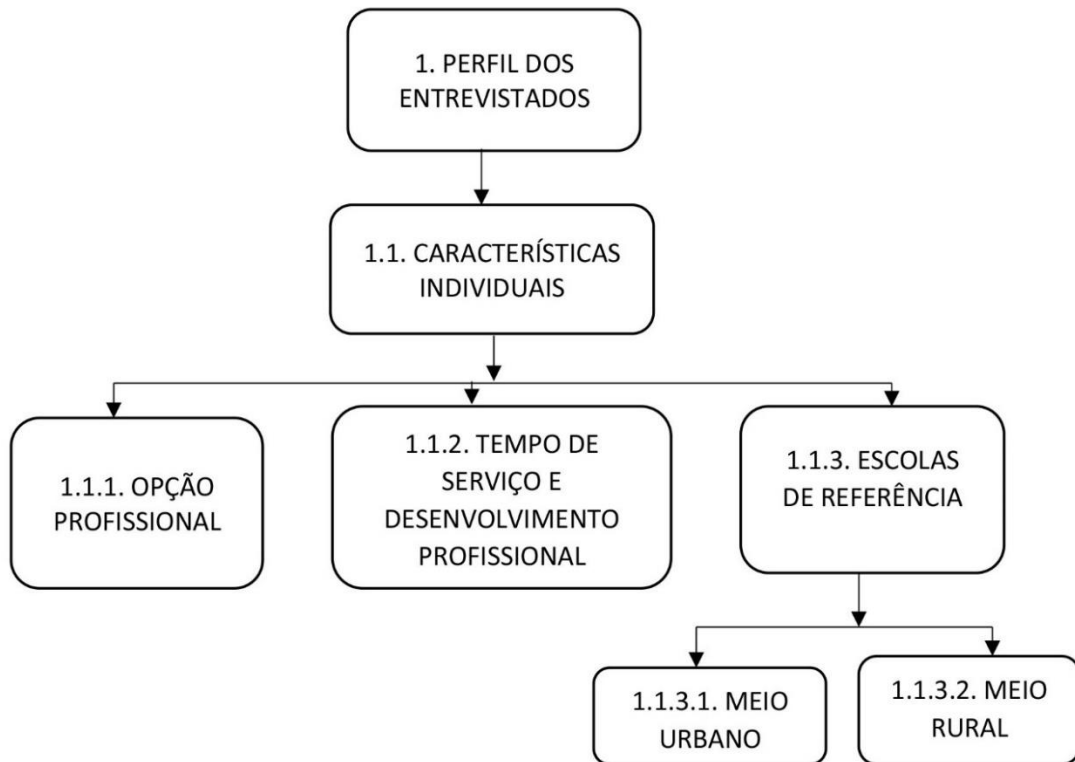 1. PERFIL DOS
ENTREVISTADOS
1.1. CARACTERÍSTICAS
INDIVIDUAIS
1.1.1. OPÇÃO
PROFISSIONAL
1.1.2. TEMPO DE
SERVIÇO E
DESENVOLVIMENTO
PROFISSIONAL
1.1.3. ESCOLAS
DE REFERÊNCIA
1.1.3.1. MEIO
URBANO
1.1.3.2. MEIO
RURAL